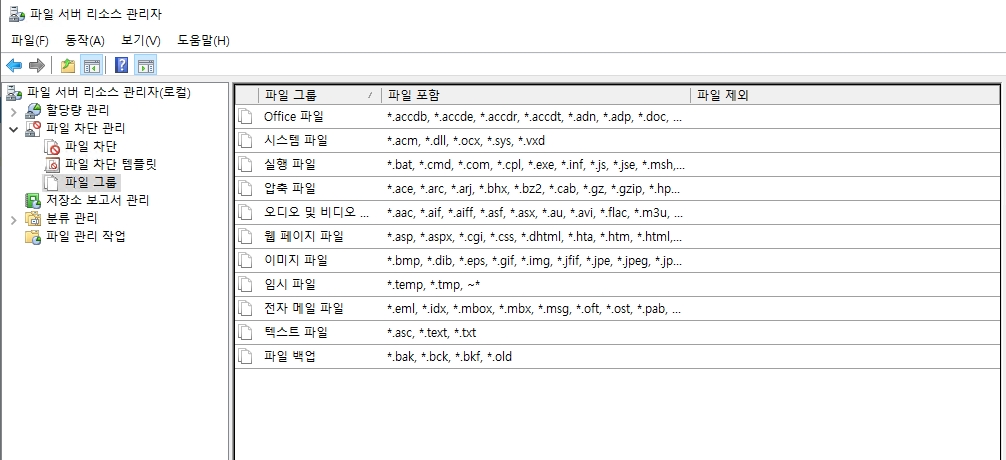 파일 서버 리소스 관리자
파일(F) 동작(A) 보기(V) 도움말(H)
파일 서버 리소스 관리자(로컬)
할당량 관리
파일 차단 관리
파일 차단
파일 차단 템플릿
파일 그룹
저장소 보고서 관리
분류 관리
파일 관리 작업
파일 그룹 파일 포함 파일 제외
Office 파일 *.accdb, *.accde, *.accdr, *.accdt, *.adn, *.adp, *.doc, ...
시스템 파일 *.acm, *.dll, *.ocx, *.sys, *.vxd
실행 파일 *.bat, *.cmd, *.com, *.cpl, *.exe, *.inf, *.js, *.jse, *.msh,...
압축 파일 *.ace, *.arc, *.arj, *.bhx, *.bz2, *.cab, *.gz, *.gzip, *.hp...
오디오 및 비디오 ... *.aac, *.aif, *.aiff, *.asf, *.asx, *.au, *.avi, *.flac, *.m3u, ...
웹 페이지 파일 *.asp, *.aspx, *.cgi, *.css, *.dhtml, *.hta, *.htm, *.html,...
이미지 파일 *.bmp, *.dib, *.eps, *.gif, *.img, *.jfif, *.jpe, *.jpeg, *.jp...
임시 파일 *.temp, *.tmp, ~*
전자 메일 파일 *.eml, *.idx, *.mbox, *.mbx, *.msg, *.oft, *.ost, *.pab, ...
텍스트 파일 *.asc, *.text, *.txt
파일 백업 *.bak, *.bck, *.bkf, *.old